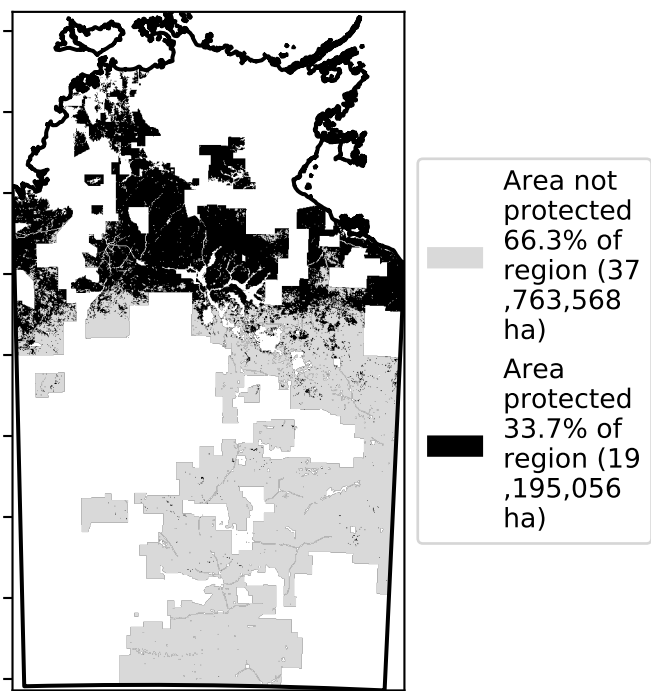 Area not
protected
66.3% of
region (37
,763,568
ha)
Area
protected
33.7% of
region (19
,195,056
ha)